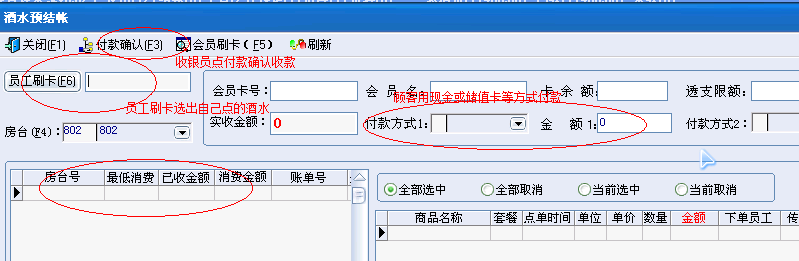 酒水预结帐
关闭(F1) 付款确认(F3) 会员刷卡( F5) 刷新
收银员点付款确认收款
员工刷卡(F6) 会员卡号： 会 员 名： 卡 余 额： 透支限额：
员工刷卡选出自己点的酒水 顾客用现金或储值卡等方式付款
房台(F4): 802 802 实收金额： 0 付款方式1: 金 额 1: 0 付款方式2：
房台号 最低消费 已收金额 消费金额 账单号
全部选中 全部取消 当前选中 当前取消
商品名称 套餐 点单时间 单位 单价 数量 金额 下单员工 传